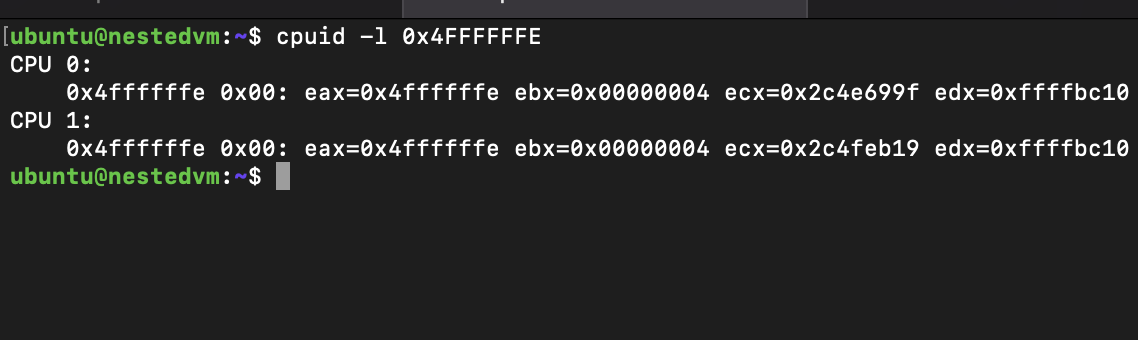 [ubuntu@nestedvm:~$ cpuid -l 0x4FFFFFFE
CPU 0:
0x4ffffffe 0x00: eax=0x4ffffffe ebx=0x00000004 ecx=0x2c4e699f edx=0xffffbc10
CPU 1:
0x4ffffffe 0x00: eax=0x4ffffffe ebx=0x00000004 ecx=0x2c4feb19 edx=0xffffbc10
ubuntu@nestedvm:~$